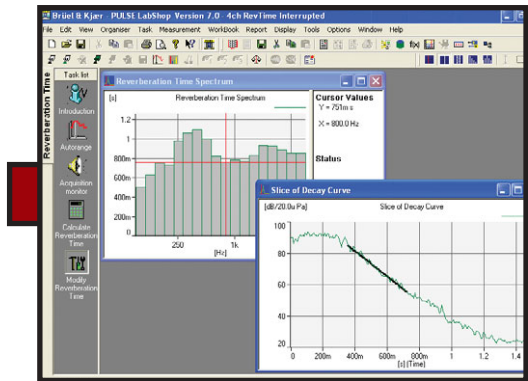 Brüel & Kjær - PULSE LabShop Version 7.0 4ch RevTime Interrupted
File Edit View Organiser Task Measurement WorkBook Report Display Tools Options Window Help
Reverberation Time
Task list
Introduction
Autorange
Acquisition
monitor
Calculate
Reverberation
Time
Modify
Reverberation
Time
Reverberation Time Spectrum
[s] Reverberation Time Spectrum
1.2
1
800m
600m
400m
200m
0
250 1k
[Hz]
Cursor Values
Y = 751m s
X = 800.0 Hz
Status
Slice of Decay Curve
[dB/20.0u Pa] Slice of Decay Curve
100
80
60
40
20
0 200m 400m 600m 800m 1 1.2 1.4
[s] (Time)